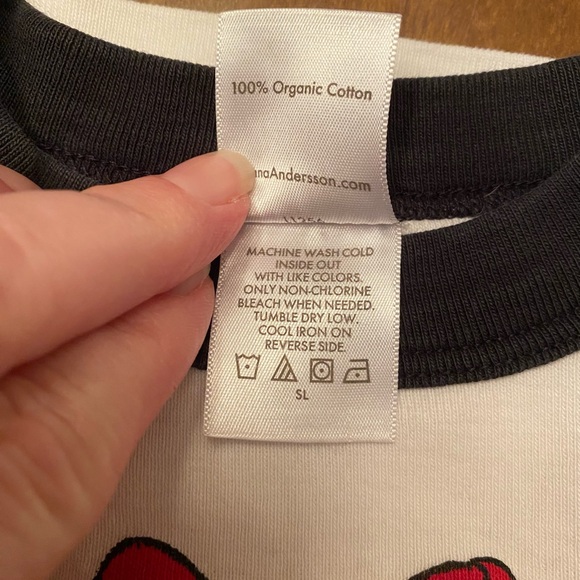 100% Organic Cotton
nnaAndersson.com
MACHINE WASH COLD
INSIDE OUT
WITH LIKE COLORS.
ONLY NON-CHLORINE
BLEACH WHEN NEEDED.
TUMBLE DRY LOW.
COOL IRON ON
REVERSE SIDE.
SL